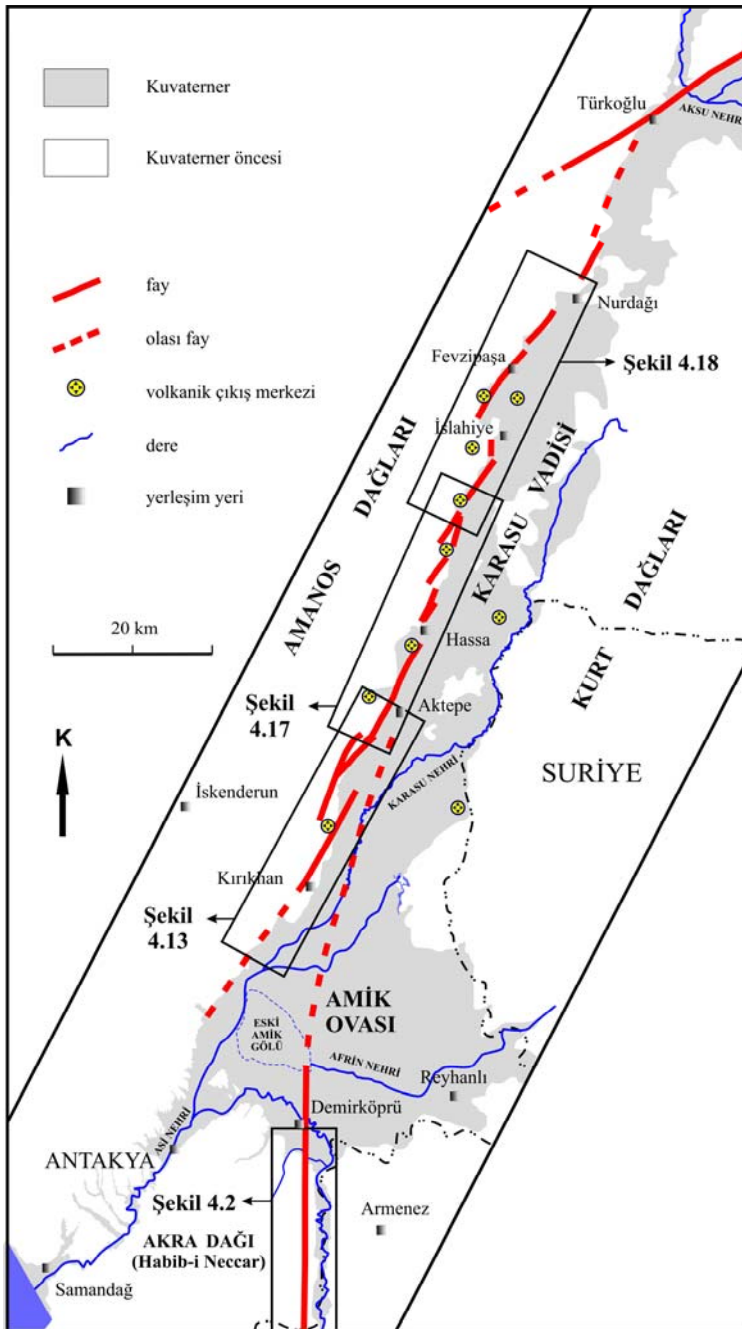 Kuvaterner
Kuvaterner öncesi
fay
olası fay
volkanik çıkış merkezi
dere
yerleşim yeri
20 km
K
Türkoğlu
AKSU NEHRİ
Nurdağı
Fevzipaşa
Şekil 4.18
İslahiye
AMANOS DAĞLARI
KARASU VADİSİ
KURT DAĞLARI
Hassa
Şekil
4.17
Aktepe
SURİYE
İskenderun
KARASU NEHRİ
Kırıkhan
Şekil
4.13
AMİK
OVASI
ESKİ
AMİK
GÖLÜ
AFRİN NEHRİ
Reyhanlı
Demirköprü
ASİ NEHRİ
ANTAKYA
Şekil 4.2
Armenez
AKRA DAĞI
(Habib-i Neccar)
Samandağ